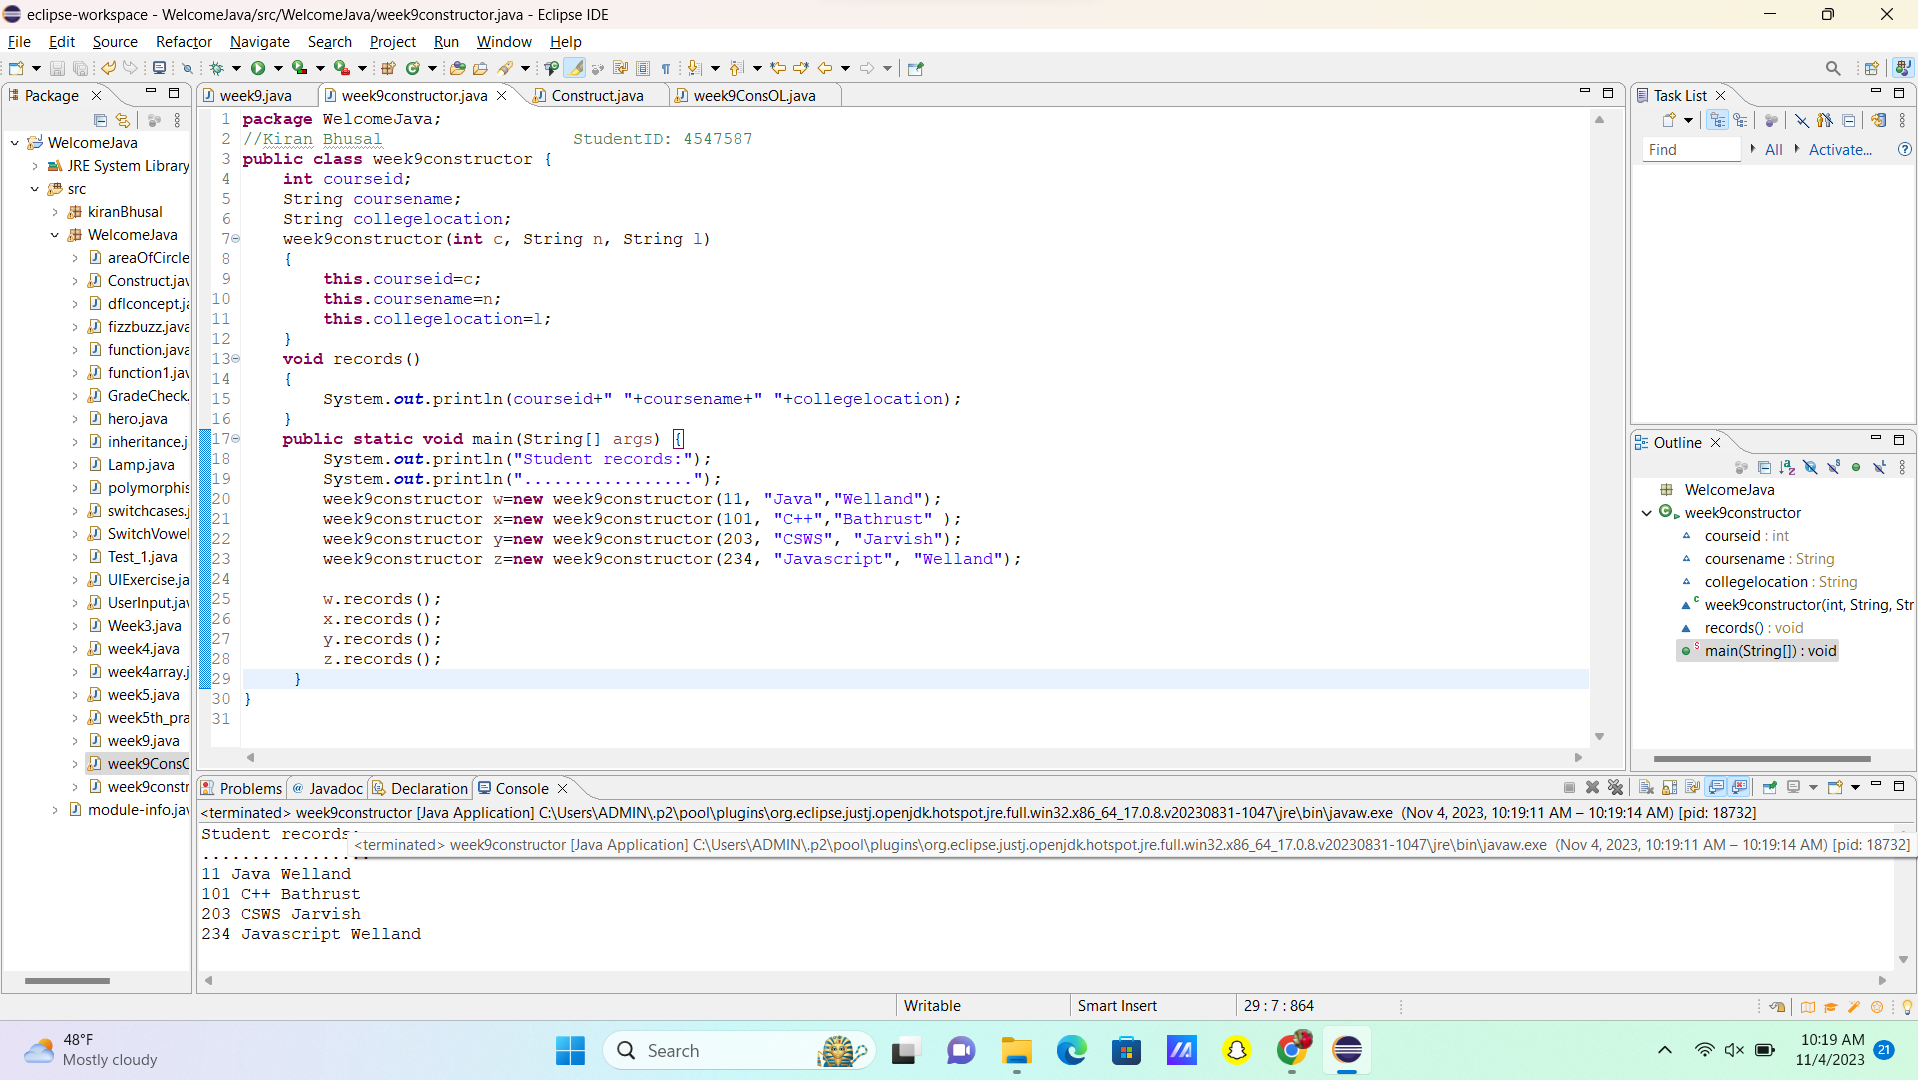 eclipse-workspace - WelcomeJava/src/WelcomeJava/week9constructor.java - Eclipse IDE
File Edit Source Refactor Navigate Search Project Run Window Help
Package
week9.java week9constructor.java Construct.java week9ConsOL.java
Task List
Find All Activate...
WelcomeJava
JRE System Library
src
kiranBhusal
WelcomeJava
areaOfCircle
Construct.jav
dflconcept.ja
fizzbuzz.java
function.java
function1.jav
GradeCheck.
hero.java
inheritance.j
Lamp.java
polymorphis
switchcases.j
SwitchVowel
Test_1.java
UIExercise.ja
UserInput.jav
Week3.java
week4.java
week4array.j
week5.java
week5th_pra
week9.java
week9ConsO
week9constr
module-info.jav
1 package WelcomeJava;
2 //Kiran Bhusal StudentID: 4547587
3 public class week9constructor {
4 int courseid;
5 String coursename;
6 String collegelocation;
7 week9constructor(int c, String n, String l)
8 {
9 this.courseid=c;
10 this.coursename=n;
11 this.collegelocation=l;
12 }
13 void records()
14 {
15 System.out.println(courseid+" "+coursename+" "+collegelocation);
16 }
17 public static void main(String[] args) {
18 System.out.println("Student records:");
19 System.out.println(".................");
20 week9constructor w=new week9constructor(11, "Java","Welland");
21 week9constructor x=new week9constructor(101, "C++","Bathrust" );
22 week9constructor y=new week9constructor(203, "CSWS", "Jarvish");
23 week9constructor z=new week9constructor(234, "Javascript", "Welland");
24
25 w.records();
26 x.records();
27 y.records();
28 z.records();
29 }
30 }
31
Outline
WelcomeJava
week9constructor
courseid : int
coursename : String
collegelocation : String
week9constructor(int, String, Str
records() : void
main(String[]) : void
Problems Javadoc Declaration Console
<terminated> week9constructor [Java Application] C:\Users\ADMIN\.p2\pool\plugins\org.eclipse.justj.openjdk.hotspot.jre.full.win32.x86_64_17.0.8.v20230831-1047\jre\bin\javaw.exe (Nov 4, 2023, 10:19:11 AM – 10:19:14 AM) [pid: 18732]
Student records:
<terminated> week9constructor [Java Application] C:\Users\ADMIN\.p2\pool\plugins\org.eclipse.justj.openjdk.hotspot.jre.full.win32.x86_64_17.0.8.v20230831-1047\jre\bin\javaw.exe (Nov 4, 2023, 10:19:11 AM – 10:19:14 AM) [pid: 18732]
.................
11 Java Welland
101 C++ Bathrust
203 CSWS Jarvish
234 Javascript Welland
Writable Smart Insert 29 : 7 : 864
48°F
Mostly cloudy
Search
10:19 AM
11/4/2023
21